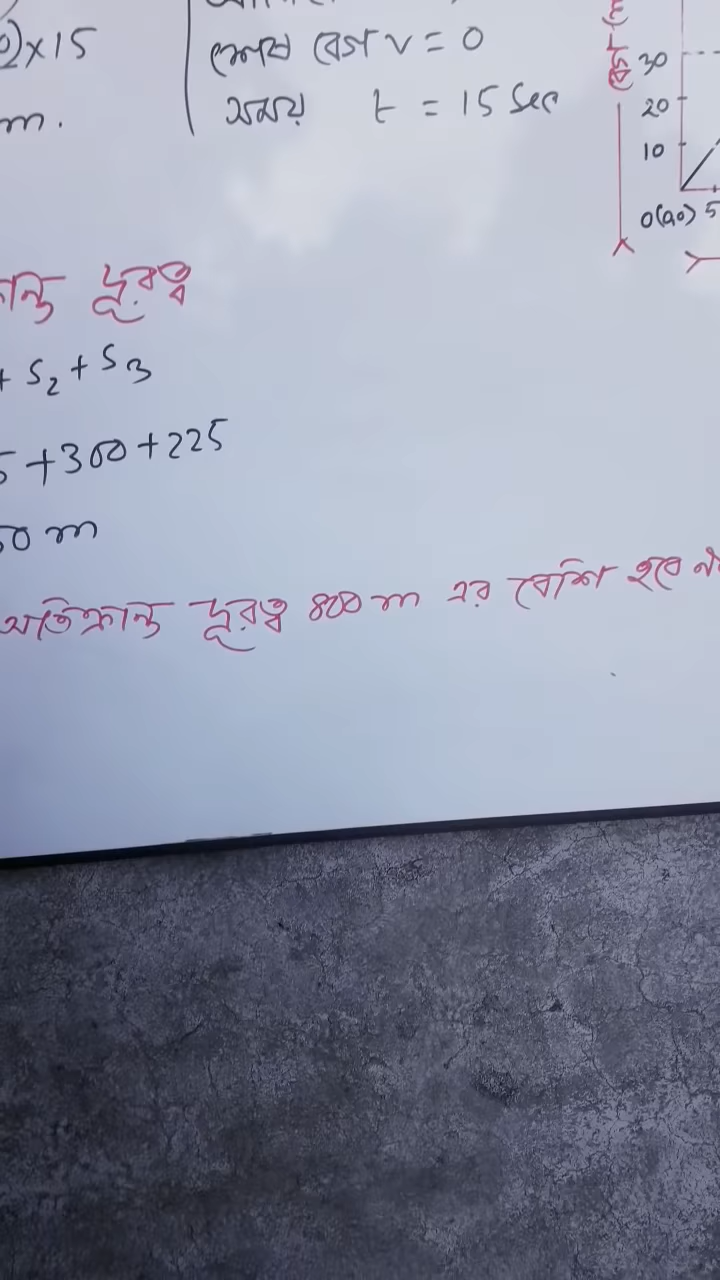 )×15
শেষ বেগ v = 0
m.
সময় t = 15 Sec
30
20
10
0(a0) 5
দূরত্ব
+ S₂ + S₃
5 + 300 + 225
50 m
অতিক্রান্ত দূরত্ব 800 m এর বেশি হবে না